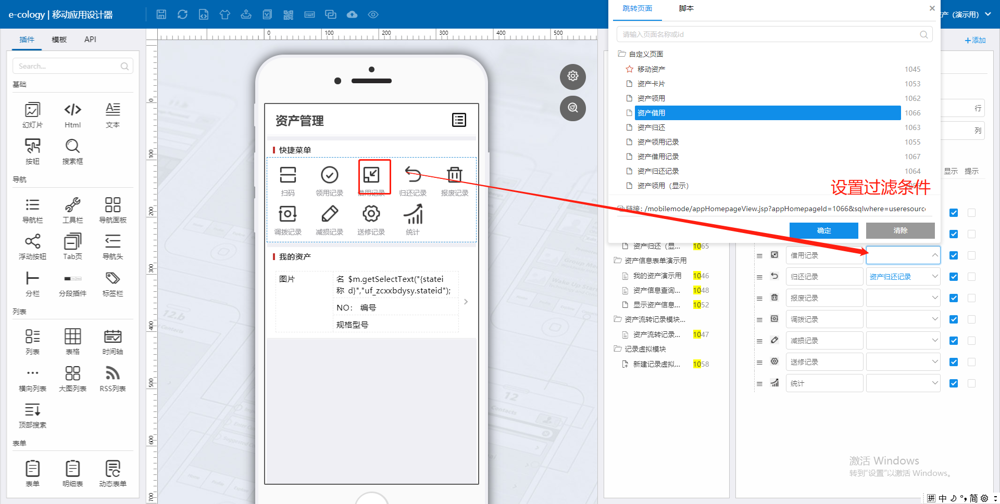 e-cology | 移动应用设计器
产（演示用）
插件
模板
API
Search...
基础
幻灯片
Html
文本
按钮
搜索框
导航
导航栏
工具栏
导航面板
浮动按钮
Tab页
导航头
分栏
分段插件
标签栏
列表
列表
表格
时间轴
横向列表
大图列表
RSS列表
顶部搜索
表单
表单
明细表
动态表单
0
100
200
300
400
500
0
100
200
300
400
500
600
700
资产管理
快捷菜单
扫码
领用记录
借用记录
归还记录
报废记录
调拨记录
减损记录
送修记录
统计
我的资产
图片
名称
$m.getSelectText("{statei
d}","uf_zcxxbdysy.stateid");
NO： 编号
规格型号
跳转页面
脚本
请输入页面名称或id
自定义页面
移动资产 1045
资产卡片 1053
资产领用 1062
资产借用 1066
资产归还 1063
资产领用记录 1055
资产借用记录 1067
资产归还记录 1064
资产领用（显示）
设置过滤条件
链接：/mobilemode/appHomepageView.jsp?appHomepageId=1066&sqlwhere=useresource
确定
清除
资产归还（显... 1065
资产信息表单演示用
我的资产演示用 1046
资产信息查询... 1048
显示资产信息... 1052
资产流转记录模块...
资产流转记录... 1047
记录虚拟模块
新建记录虚拟... 1058
+添加
行
列
显示
提示
借用记录
归还记录
资产归还记录
报废记录
调拨记录
减损记录
送修记录
统计
激活 Windows
转到"设置"以激活 Windows。
拼 中 简